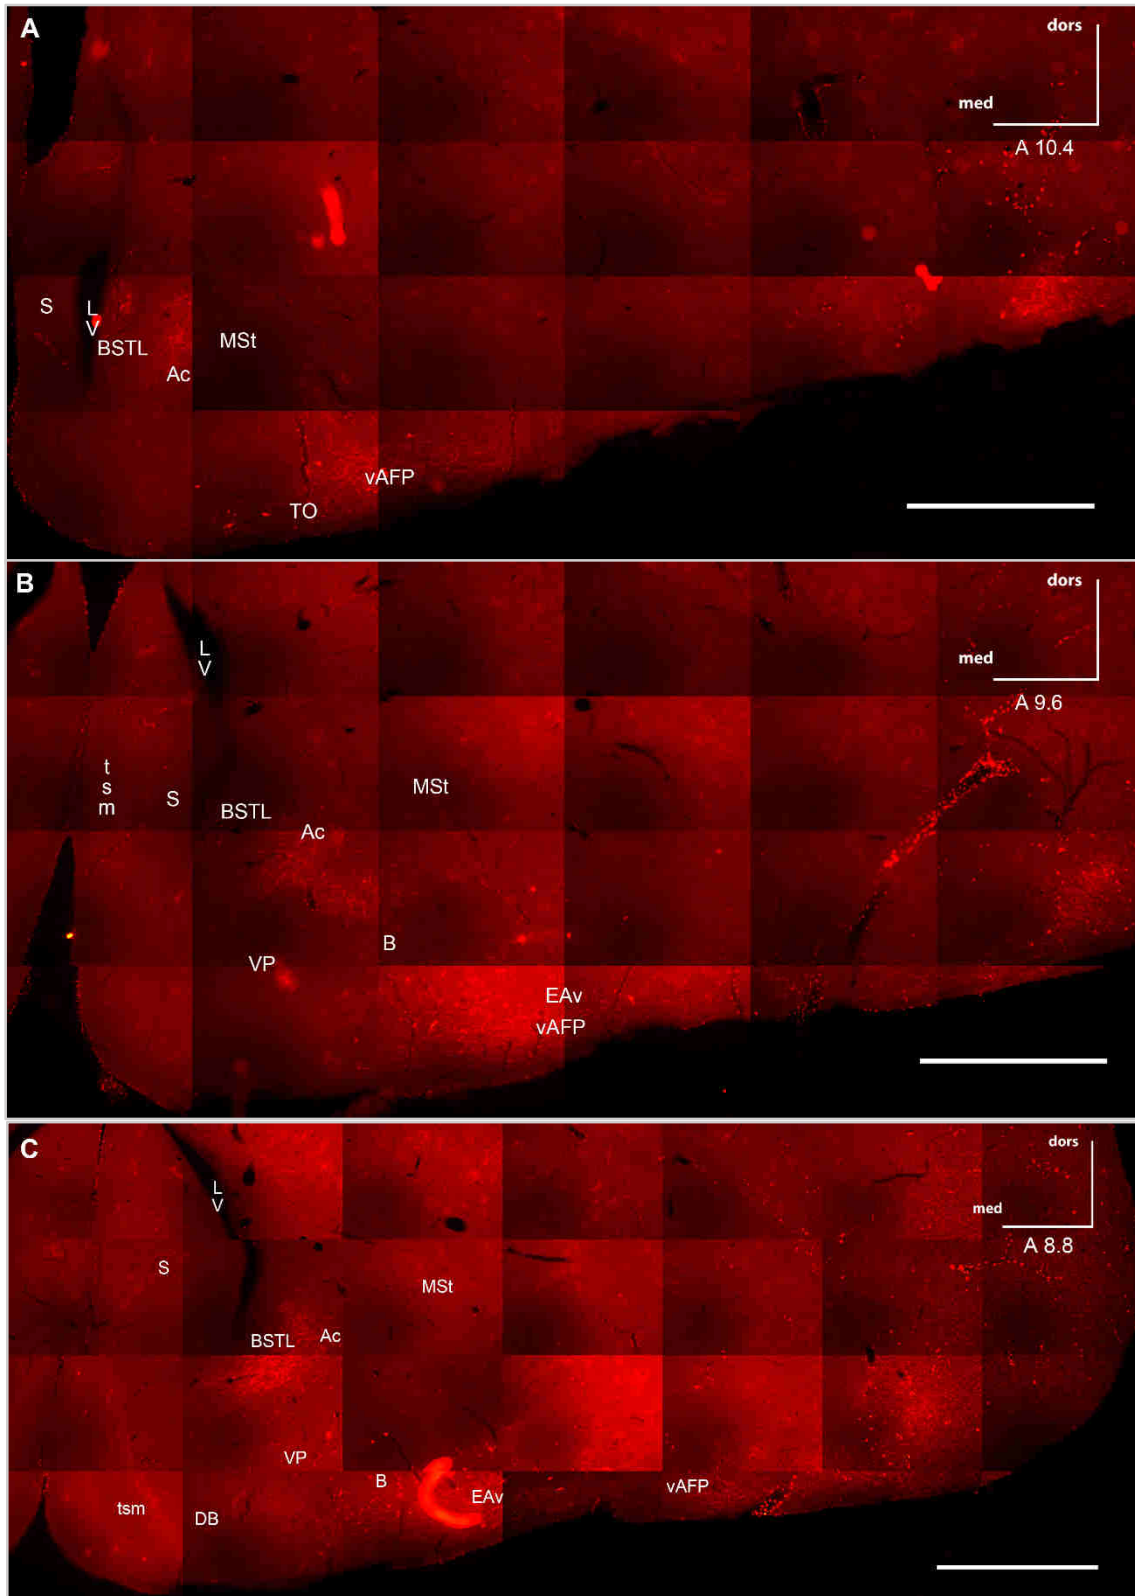 A
dors
med
A 10.4
S
L
V
BSTL
MSt
Ac
vAFP
TO
B
dors
L
V
med
A 9.6
t
s
m
S
MSt
BSTL
Ac
B
VP
EAv
vAFP
C
dors
L
V
med
A 8.8
S
MSt
BSTL
Ac
VP
B
EAv
vAFP
tsm
DB